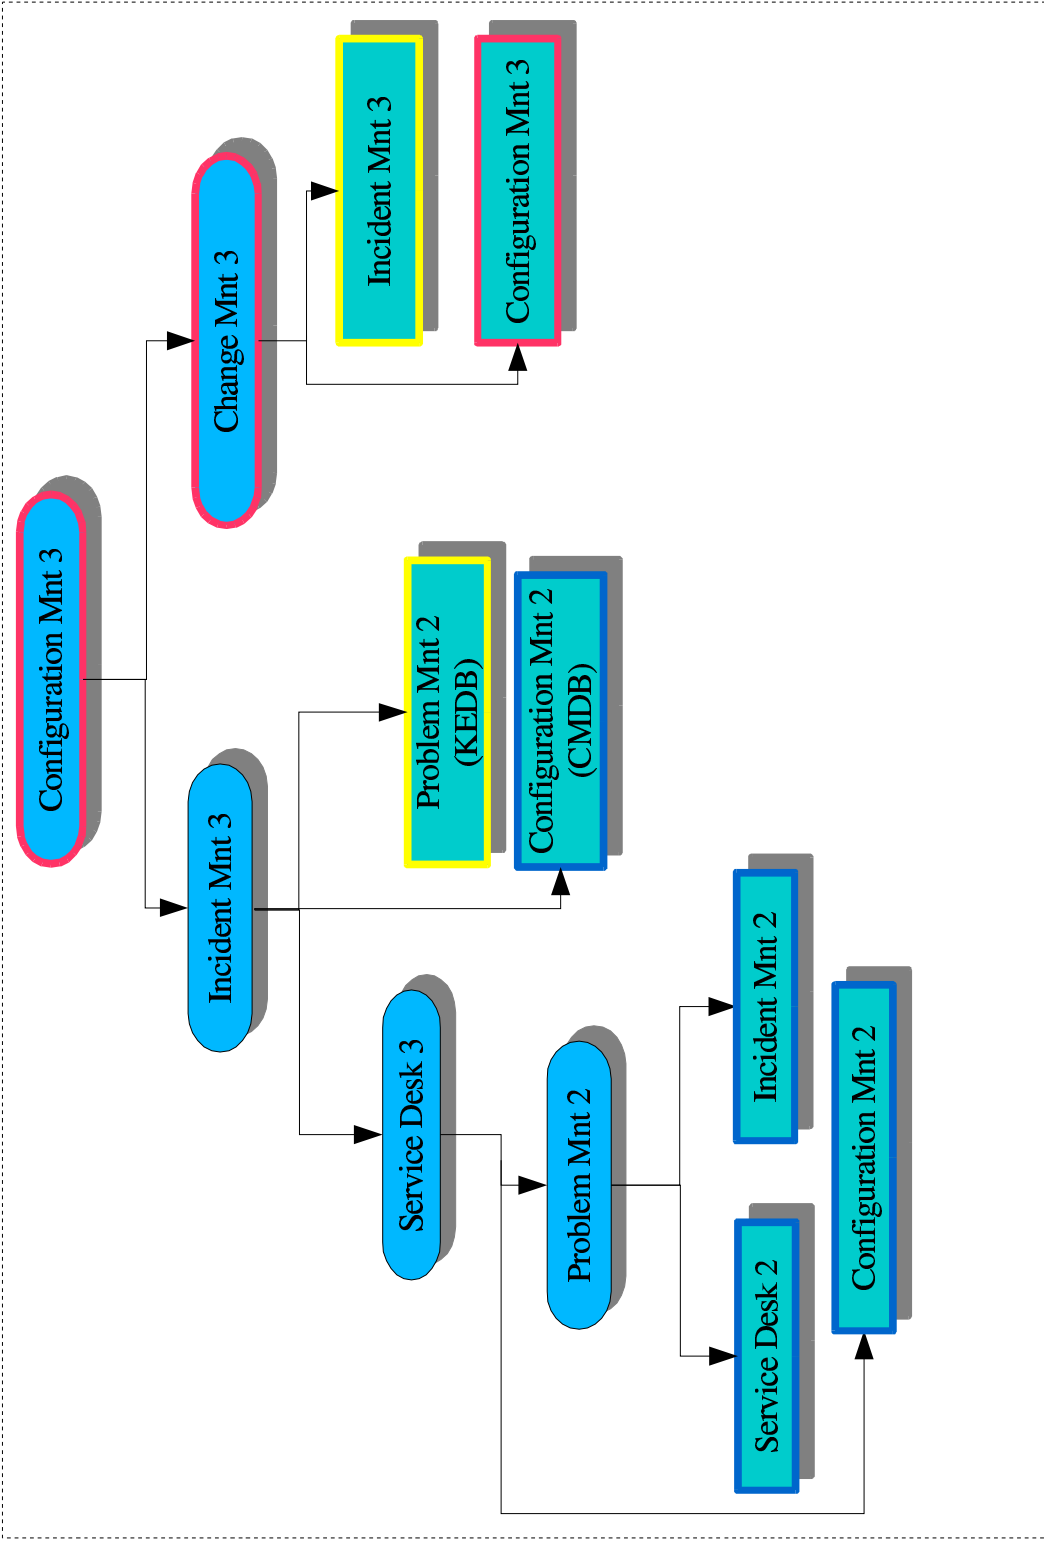 Configuration Mnt 3
Incident Mnt 3
Change Mnt 3
Service Desk 3
Problem Mnt 2
(KEDB)
Configuration Mnt 2
(CMDB)
Incident Mnt 3
Configuration Mnt 3
Problem Mnt 2
Service Desk 2
Incident Mnt 2
Configuration Mnt 2